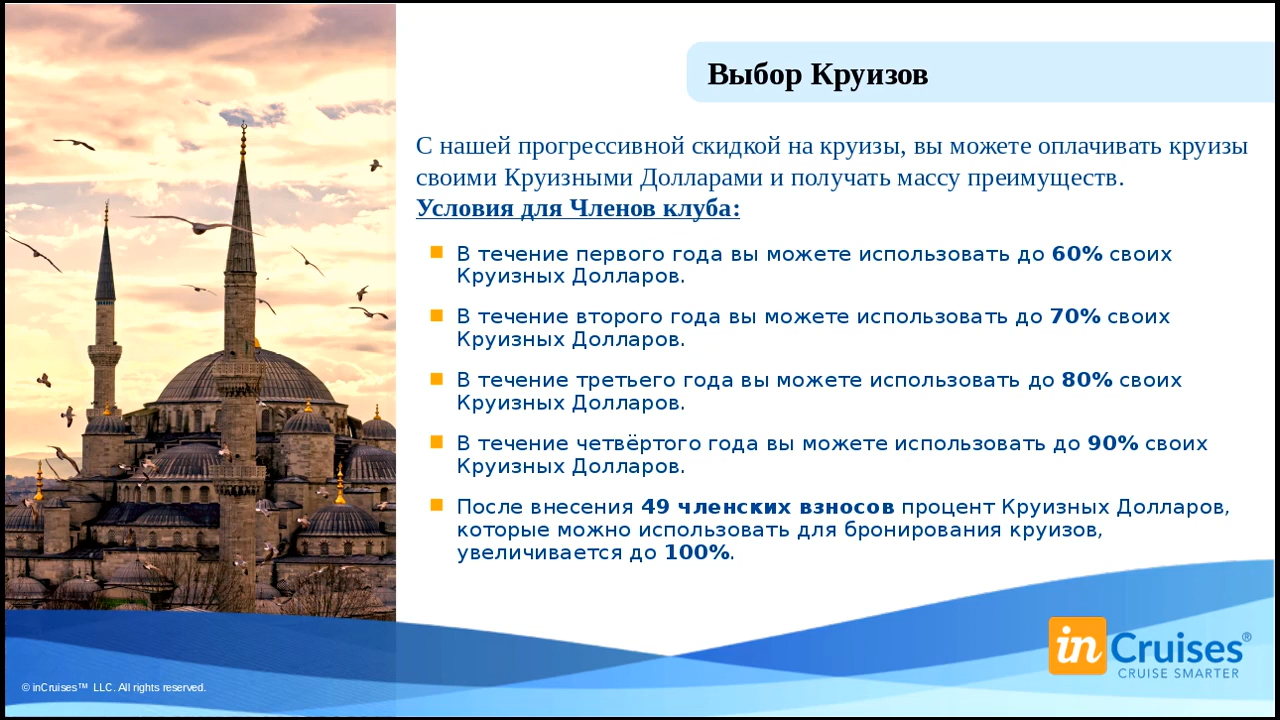 Выбор Круизов
С нашей прогрессивной скидкой на круизы, вы можете оплачивать круизы
своими Круизными Долларами и получать массу преимуществ.
Условия для Членов клуба:
В течение первого года вы можете использовать до 60% своих
Круизных Долларов.
В течение второго года вы можете использовать до 70% своих
Круизных Долларов.
В течение третьего года вы можете использовать до 80% своих
Круизных Долларов.
В течение четвёртого года вы можете использовать до 90% своих
Круизных Долларов.
После внесения 49 членских взносов процент Круизных Долларов,
которые можно использовать для бронирования круизов,
увеличивается до 100%.
in Cruises®
CRUISE SMARTER
© inCruises™ LLC. All rights reserved.